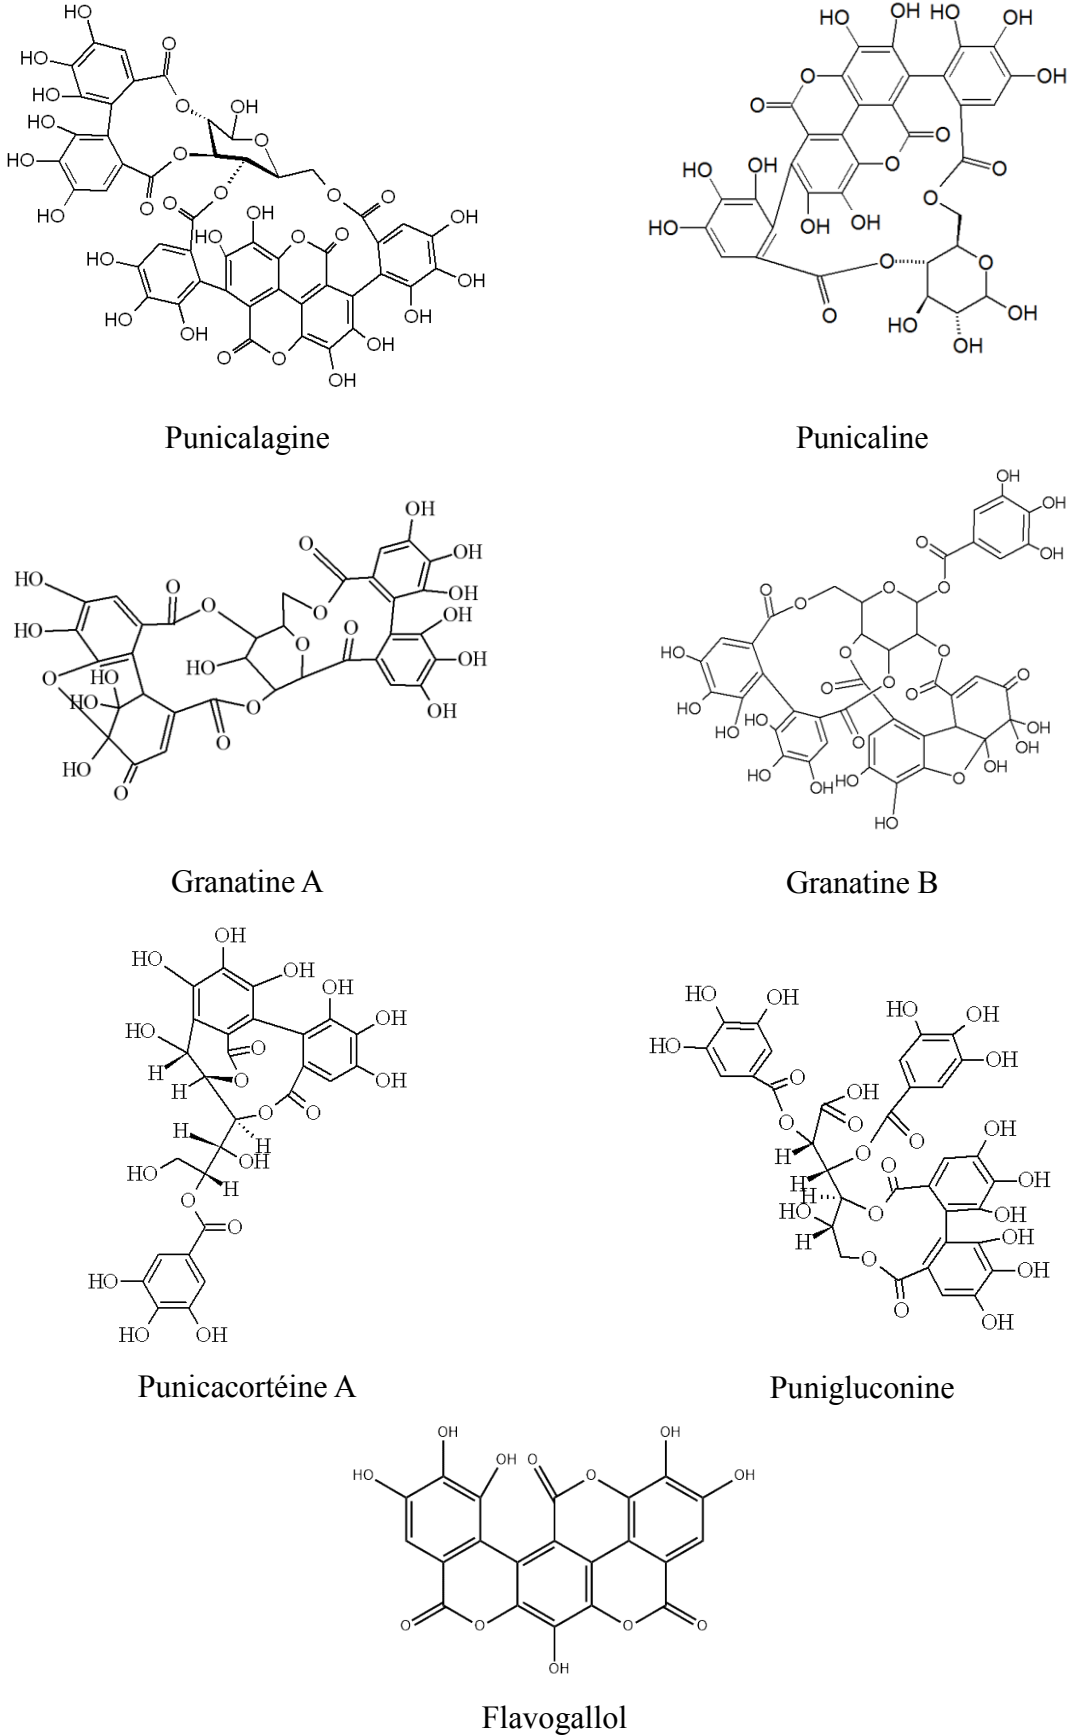 Punicalagine
Punicaline
Granatine A
Granatine B
Punicacortéine A
Punigluconine
Flavogallol